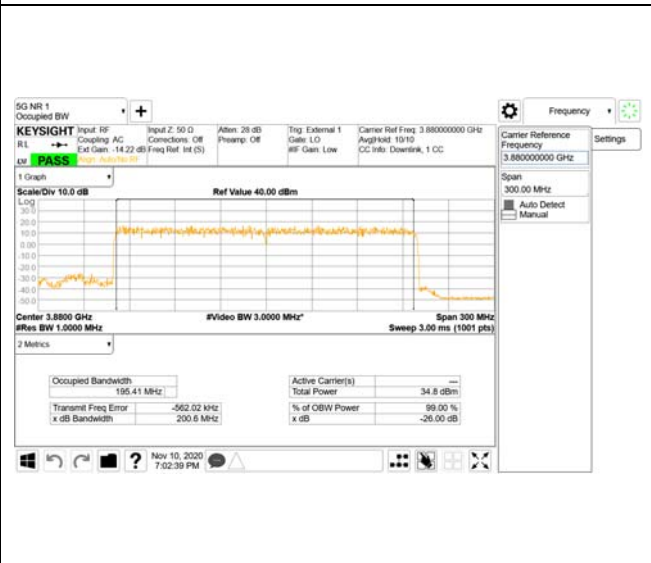 5G NR 1
Occupied BW
+
Frequency
KEYSIGHT
R L
PASS
Input: RF
Coupling: AC
Ext Gain: -14.22 dB
Align: Auto/No RF
Input Z: 50 Ω
Corrections: Off
Freq Ref: Int (S)
Atten: 28 dB
Preamp: Off
Trig: External 1
Gate: LO
#IF Gain: Low
Carrier Ref Freq: 3.880000000 GHz
Avg|Hold: 10/10
CC Info: Downlink, 1 CC
Carrier Reference
Frequency
3.880000000 GHz
Settings
Span
300.00 MHz
Auto Detect
Manual
1 Graph
Scale/Div 10.0 dB
Ref Value 40.00 dBm
Log
30.0
20.0
10.0
0.00
-10.0
-20.0
-30.0
-40.0
-50.0
Center 3.8800 GHz
#Video BW 3.0000 MHz*
Span 300 MHz
#Res BW 1.0000 MHz
Sweep 3.00 ms (1001 pts)
2 Metrics
Occupied Bandwidth
195.41 MHz
Transmit Freq Error -562.02 kHz
x dB Bandwidth 200.6 MHz
Active Carrier(s) ---
Total Power 34.8 dBm
% of OBW Power 99.00 %
x dB -26.00 dB
?
Nov 10, 2020
7:02:39 PM